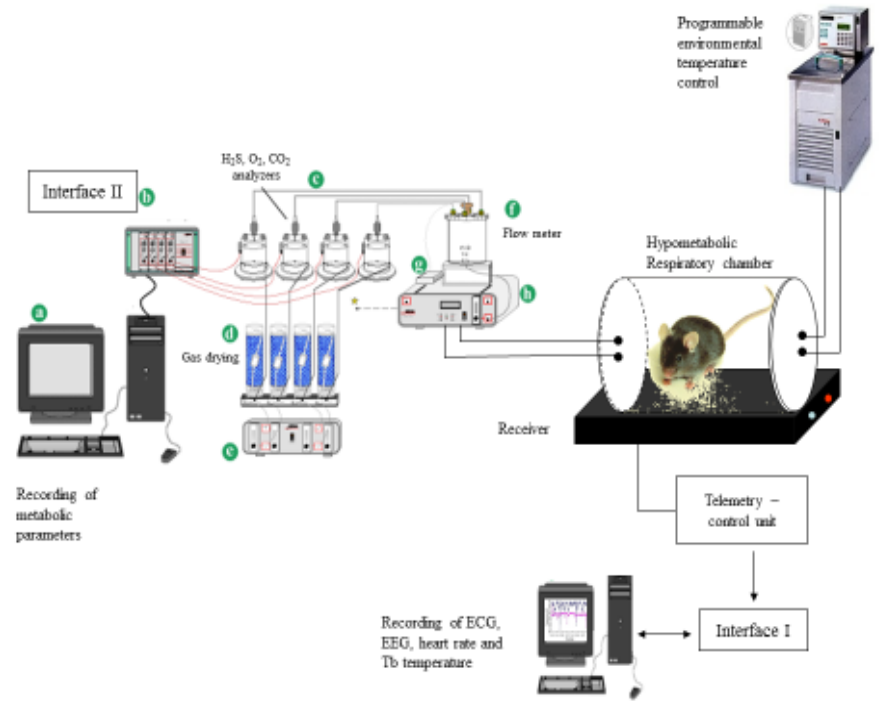 Programmable
environmental
temperature
control
H₂S, O₂, CO₂
analyzers
c
Interface II
b
f
Flow meter
Hypometabolic
Respiratory chamber
g
h
a
d
Gas drying
e
Receiver
Recording of
metabolic
parameters
Telemetry –
control unit
Recording of ECG,
EEG, heart rate and
Tb temperature
Interface I